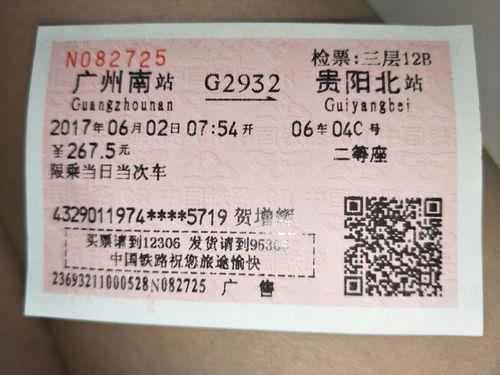 N082725 检票:三层12B
广州南站 G2932 贵阳北站
Guangzhounan Guiyangbei
2017年06月02日07:54开 06车04C号
￥267.5元 二等座
限乘当日当次车
4329011974****5719 贺增辉
买票请到12306 发货请到95306
中国铁路祝您旅途愉快
23693211000528N082725 广 售